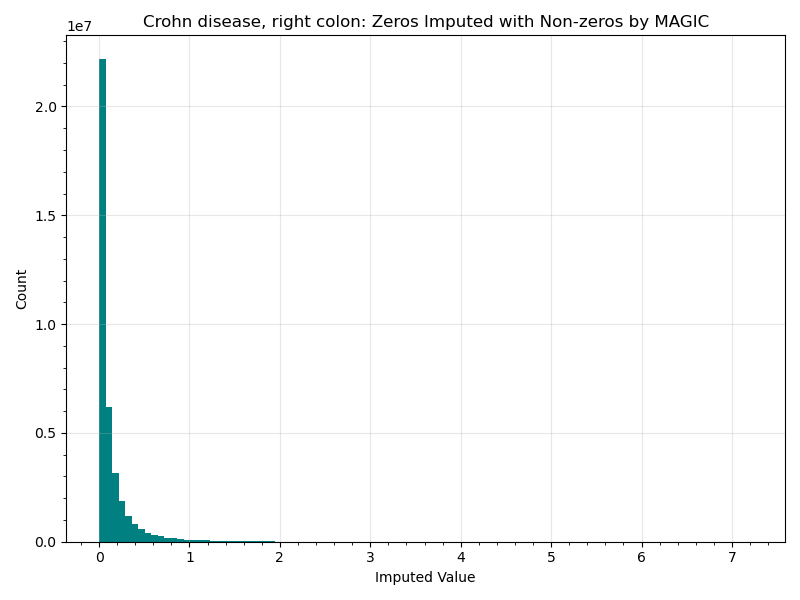 Crohn disease, right colon: Zeros Imputed with Non-zeros by MAGIC
1e7
2.0
1.5
1.0
0.5
0.0
Count
0 1 2 3 4 5 6 7
Imputed Value